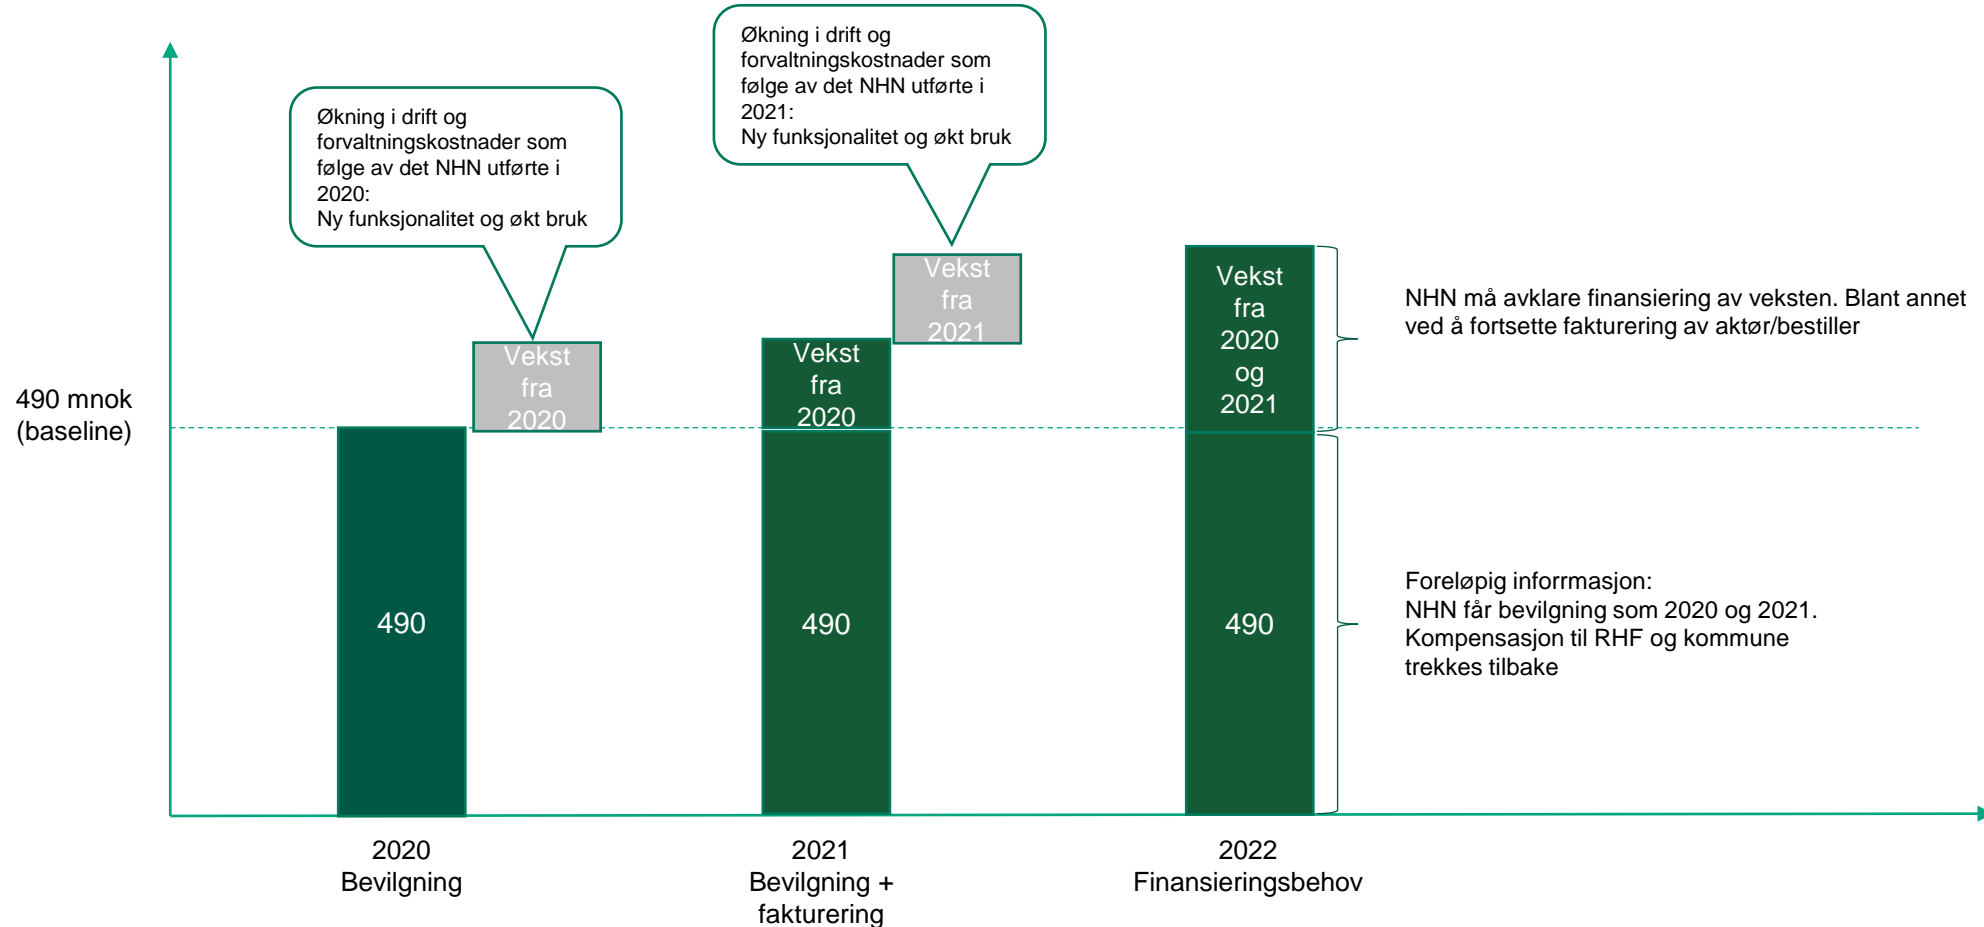 Økning i drift og
forvaltningskostnader som
følge av det NHN utførte i
2020:
Ny funksjonalitet og økt bruk
Økning i drift og
forvaltningskostnader som
følge av det NHN utførte i
2021:
Ny funksjonalitet og økt bruk
Vekst
fra
2020
Vekst
fra
2020
Vekst
fra
2021
Vekst
fra
2020
og
2021
NHN må avklare finansiering av veksten. Blant annet
ved å fortsette fakturering av aktør/bestiller
490 mnok
(baseline)
490
490
490
Foreløpig inforrmasjon:
NHN får bevilgning som 2020 og 2021.
Kompensasjon til RHF og kommune
trekkes tilbake
2020
Bevilgning
2021
Bevilgning +
fakturering
2022
Finansieringsbehov